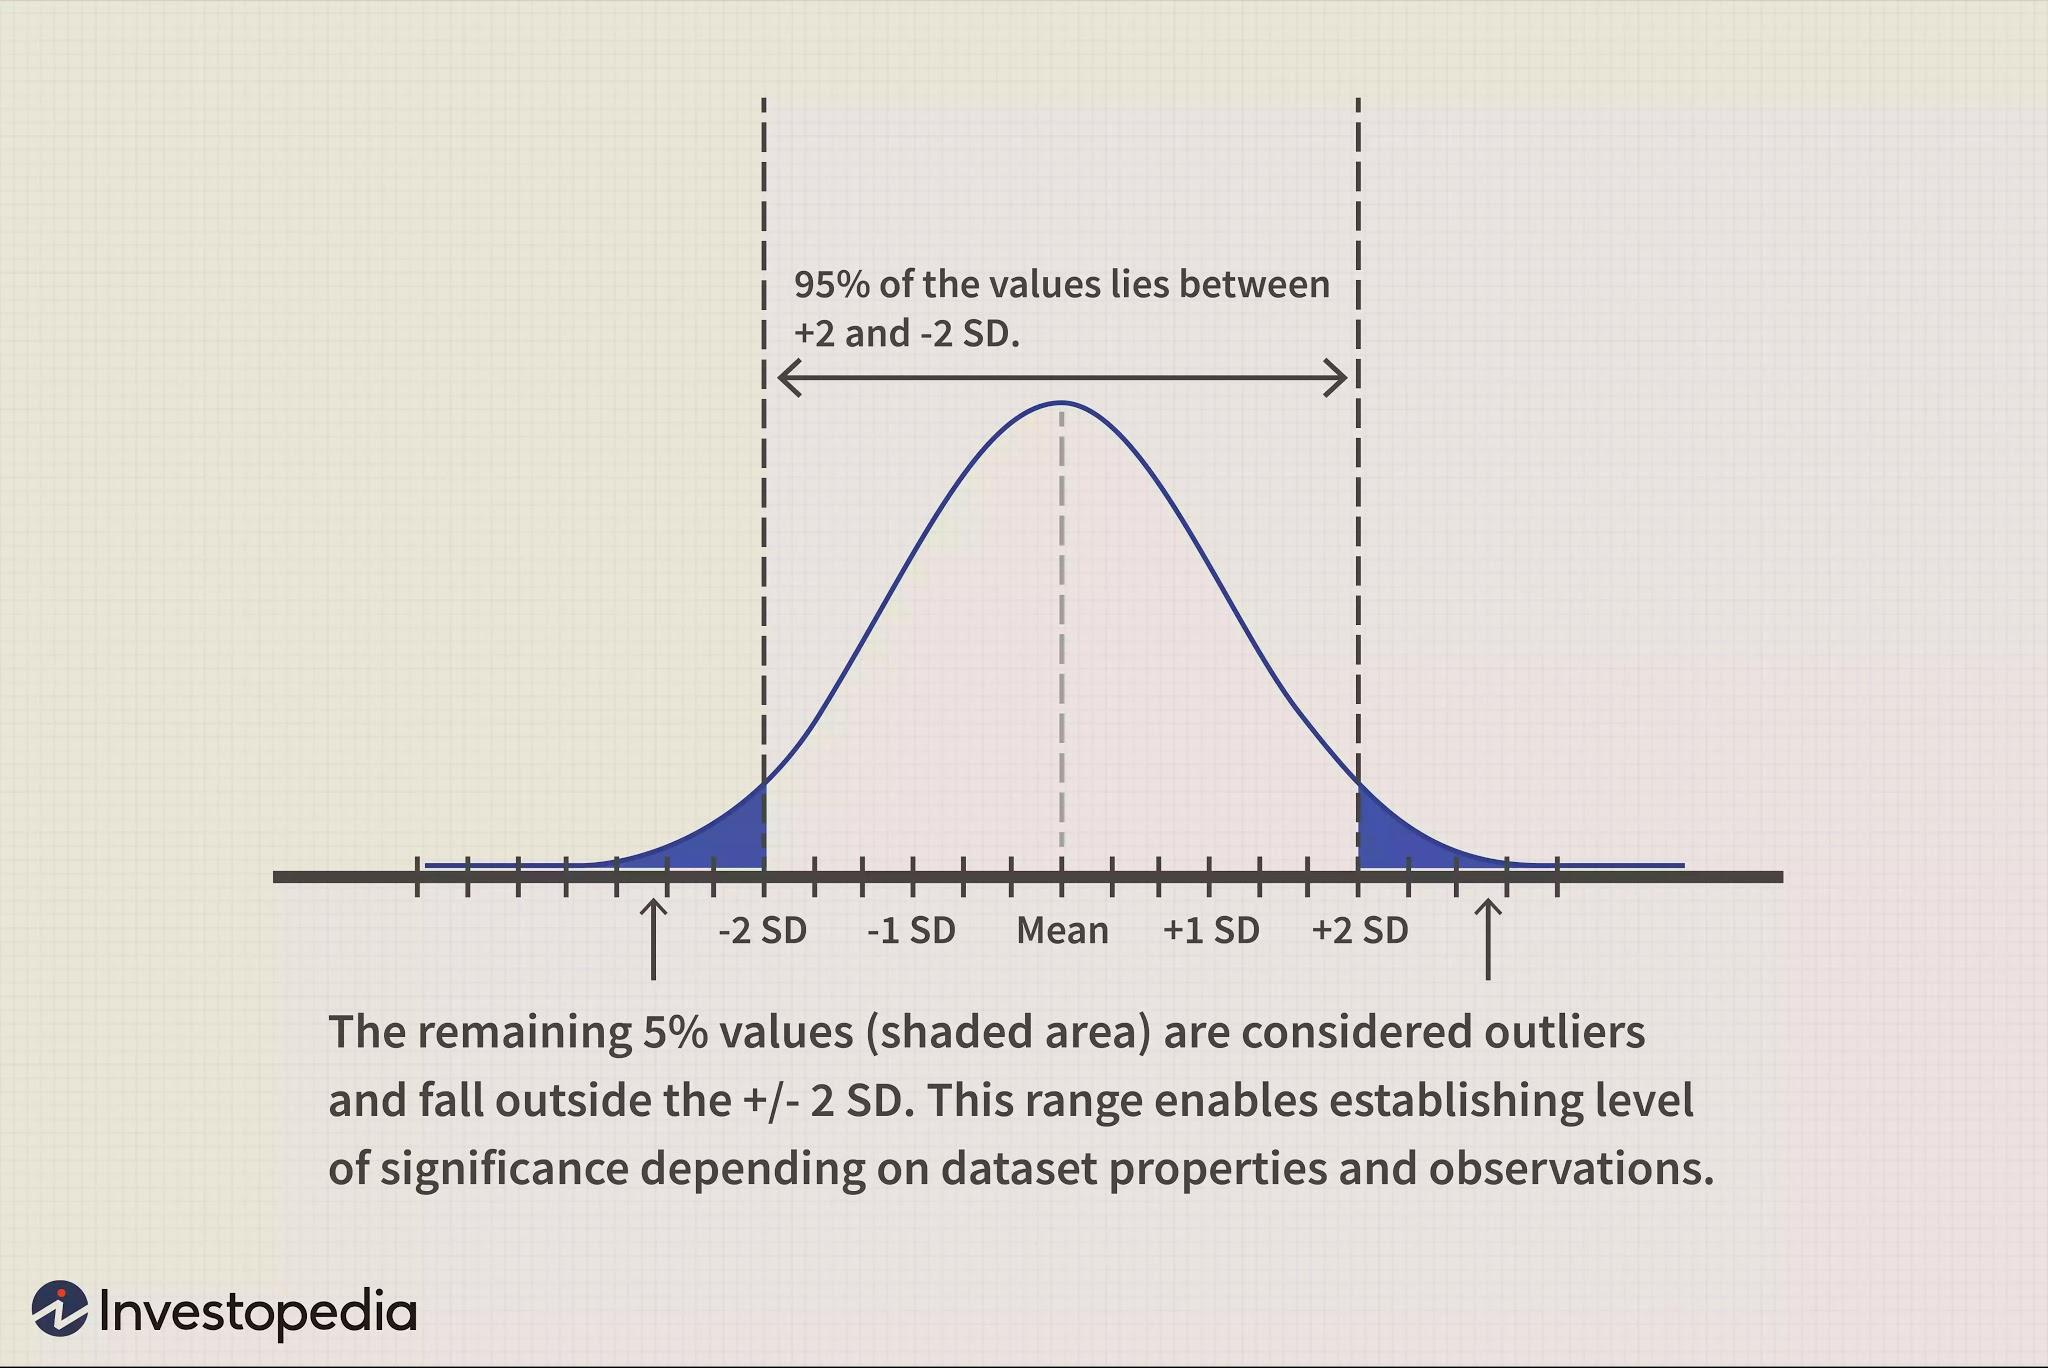 95% of the values lies between
+2 and -2 SD.
-2 SD -1 SD Mean +1 SD +2 SD
The remaining 5% values (shaded area) are considered outliers
and fall outside the +/- 2 SD. This range enables establishing level
of significance depending on dataset properties and observations.
Investopedia